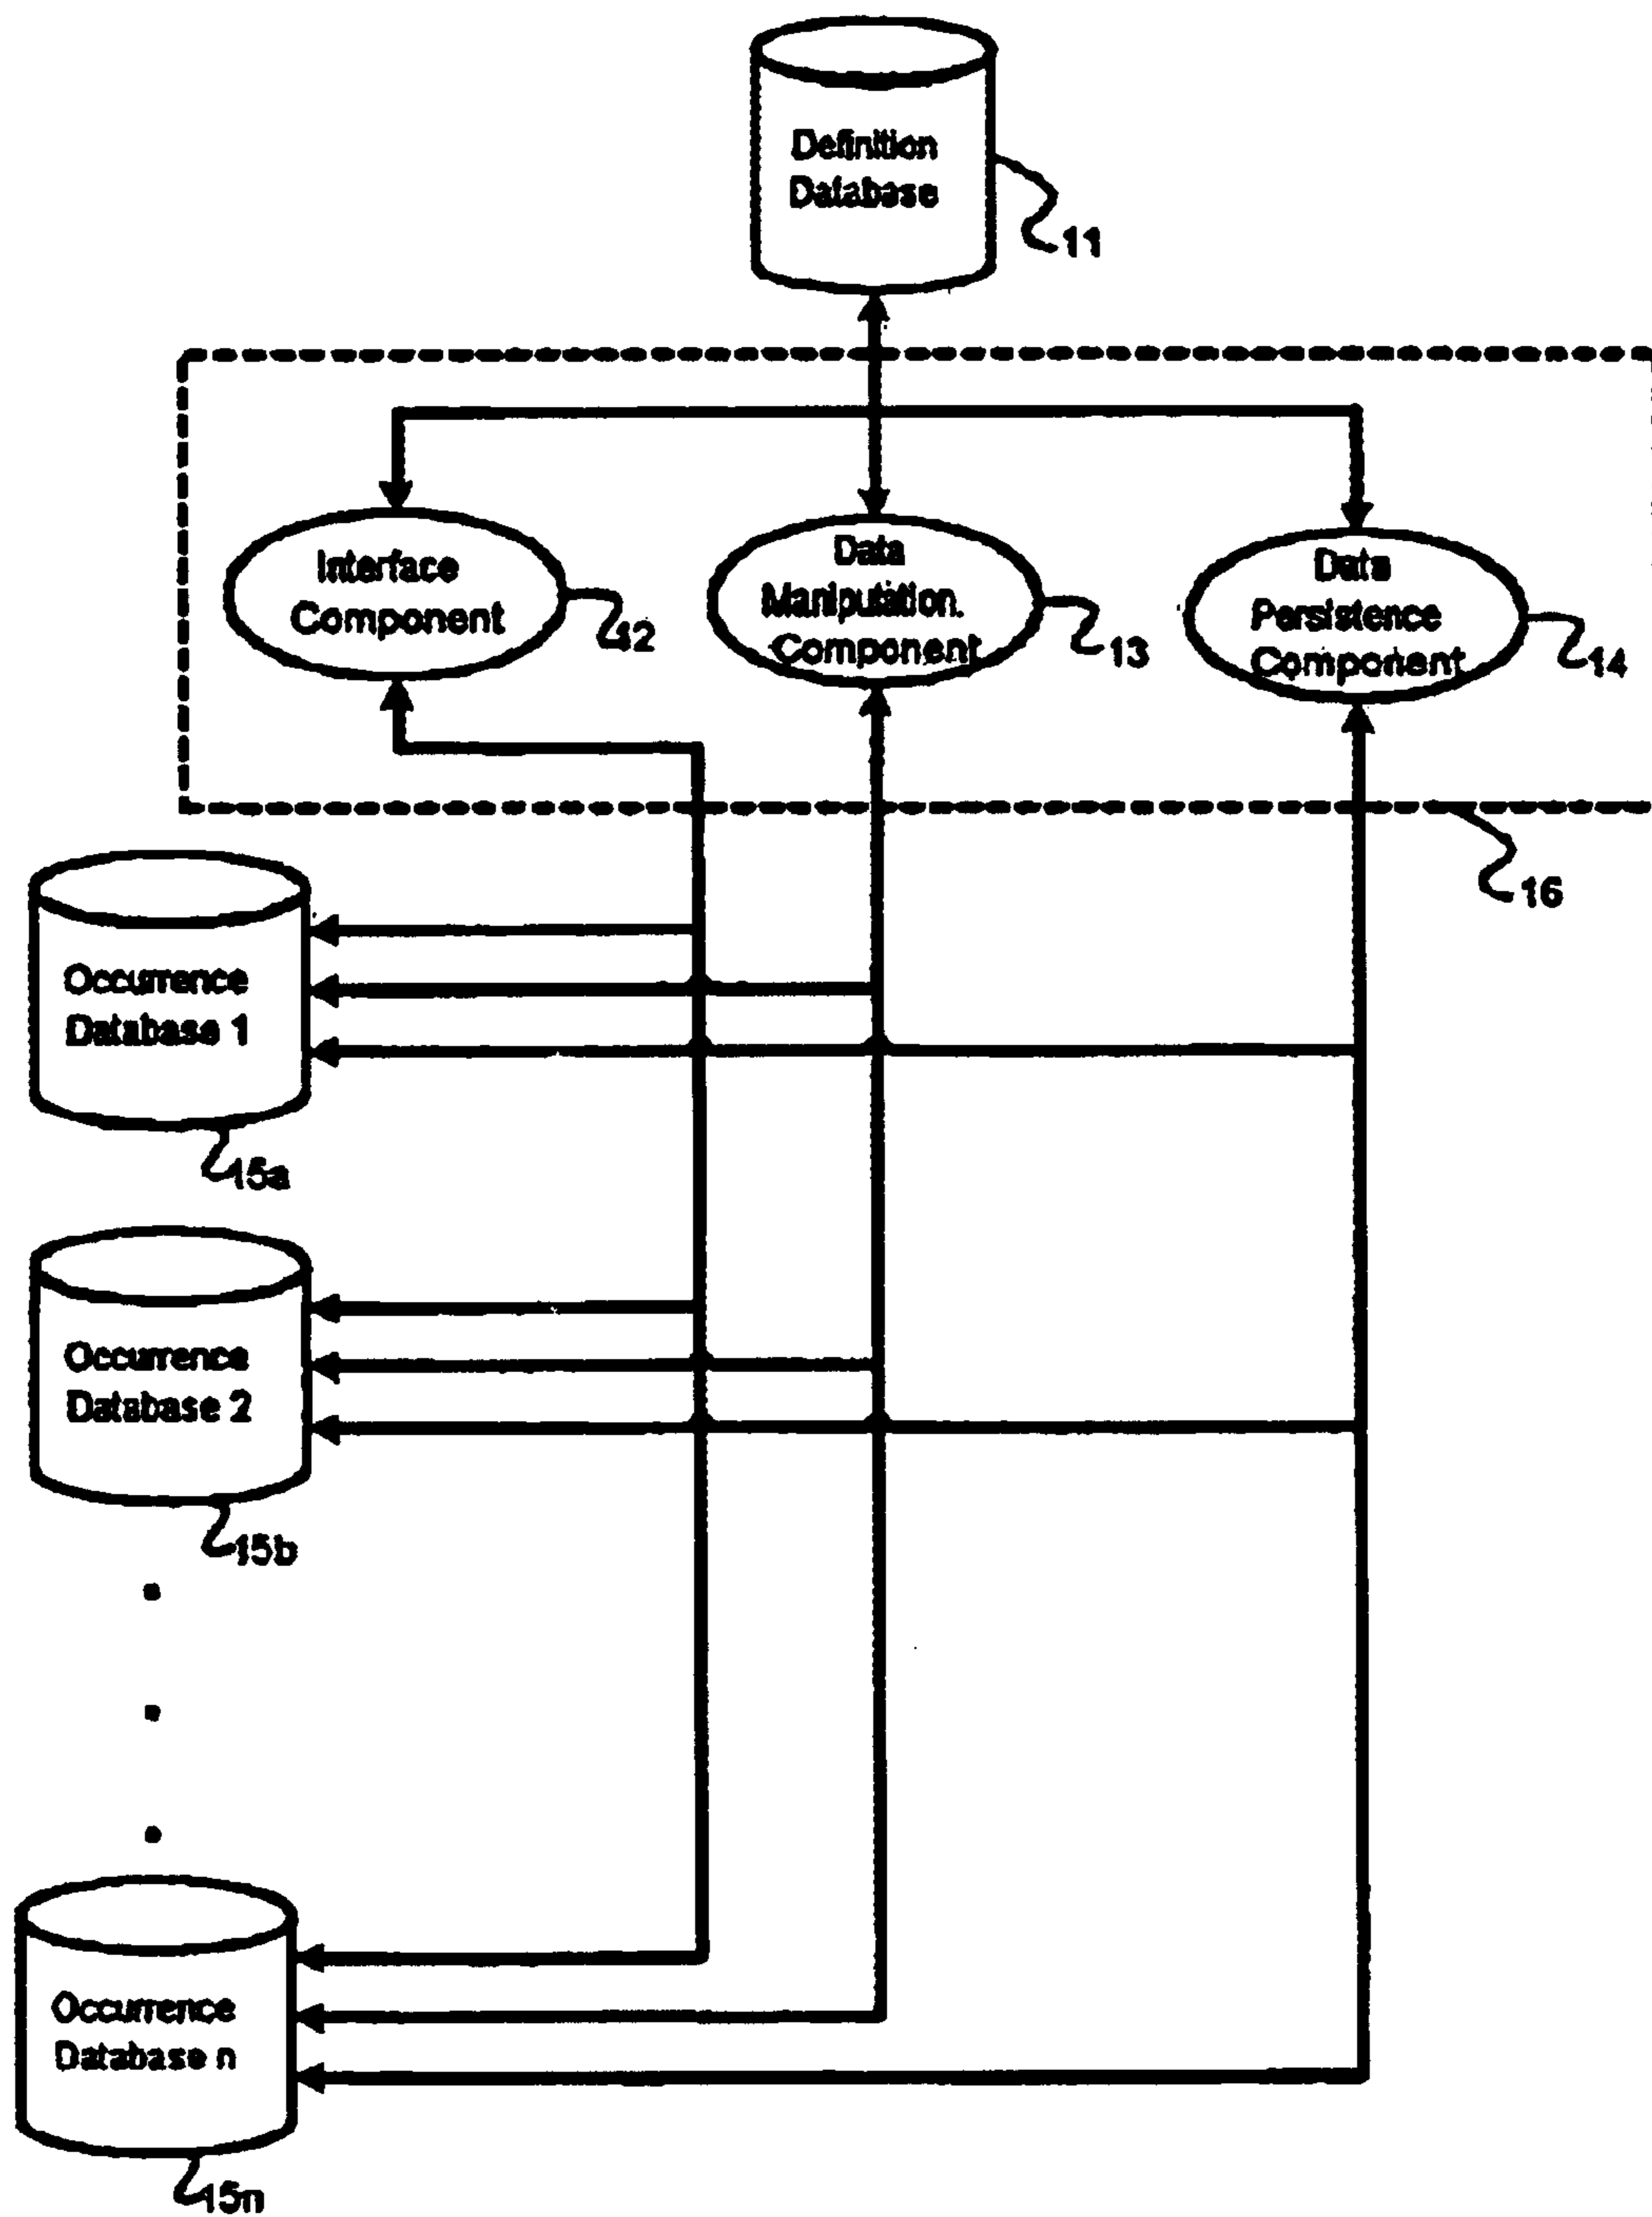 Definition
Database
11
Interface
Component
12
Data
Manipulation.
Component
13
Data
Persistence
Component
14
16
Occurrence
Database 1
15a
Occurrence
Database 2
15b
Occurrence
Database n
15n